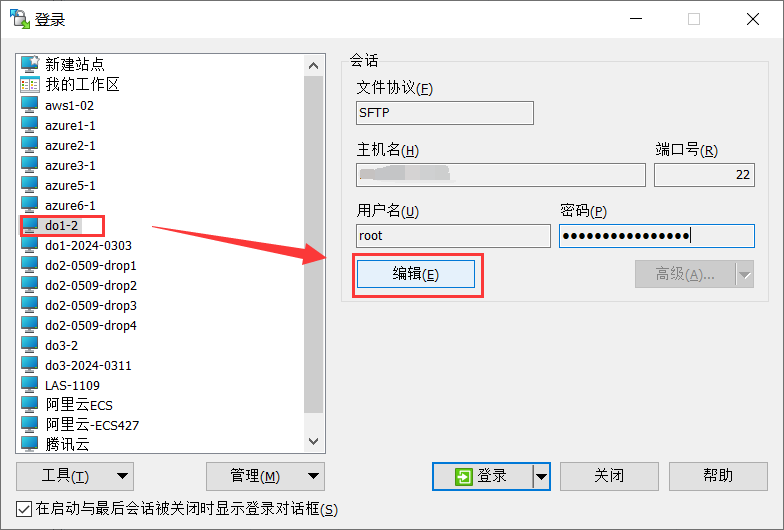 登录
新建站点
我的工作区
aws1-02
azure1-1
azure2-1
azure3-1
azure5-1
azure6-1
do1-2
do1-2024-0303
do2-0509-drop1
do2-0509-drop2
do2-0509-drop3
do2-0509-drop4
do3-2
do3-2024-0311
LAS-1109
阿里云ECS
阿里云-ECS427
腾讯云
会话
文件协议(F)
SFTP
主机名(H) 端口号(R)
22
用户名(U) 密码(P)
root ●●●●●●●●●●●●●●●●
编辑(E) 高级(A)...
工具(T) 管理(M) 登录 关闭 帮助
在启动与最后会话被关闭时显示登录对话框(S)